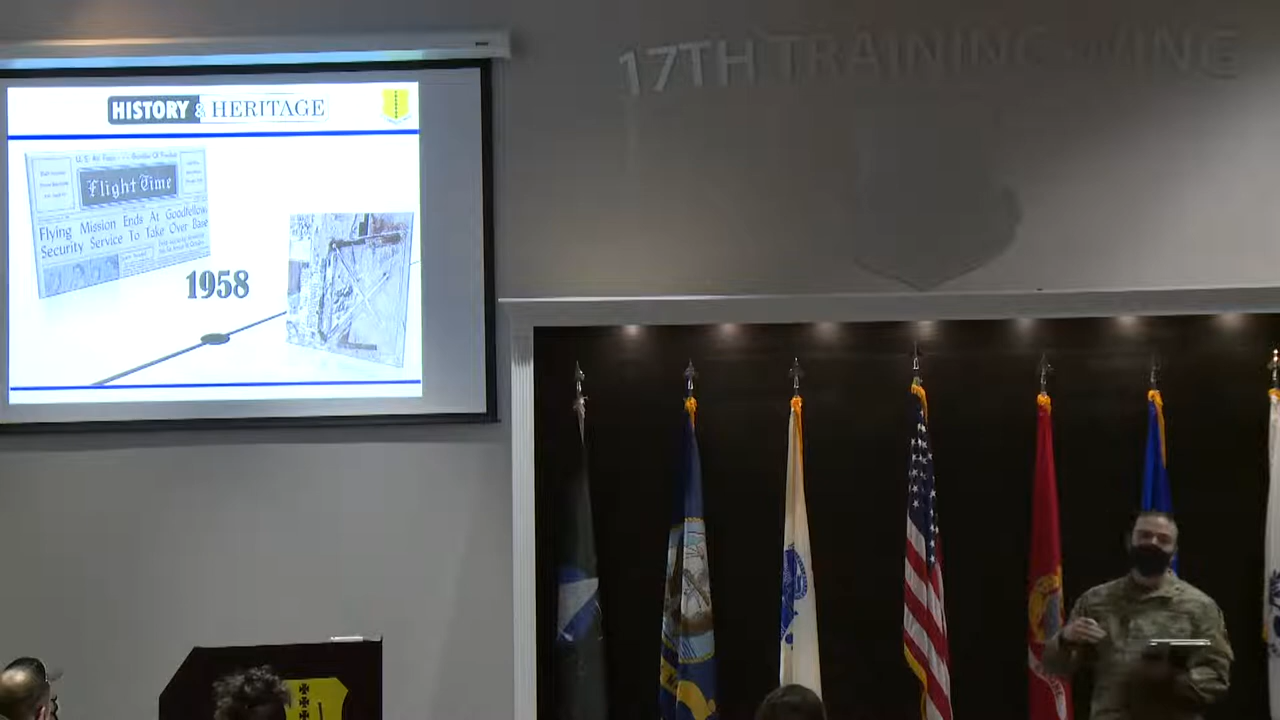 17TH TRAINING WING
HISTORY & HERITAGE
U.S. Air Force
Flight Time
Flying Mission Ends At Goodfellow
Security Service To Take Over Base
1958